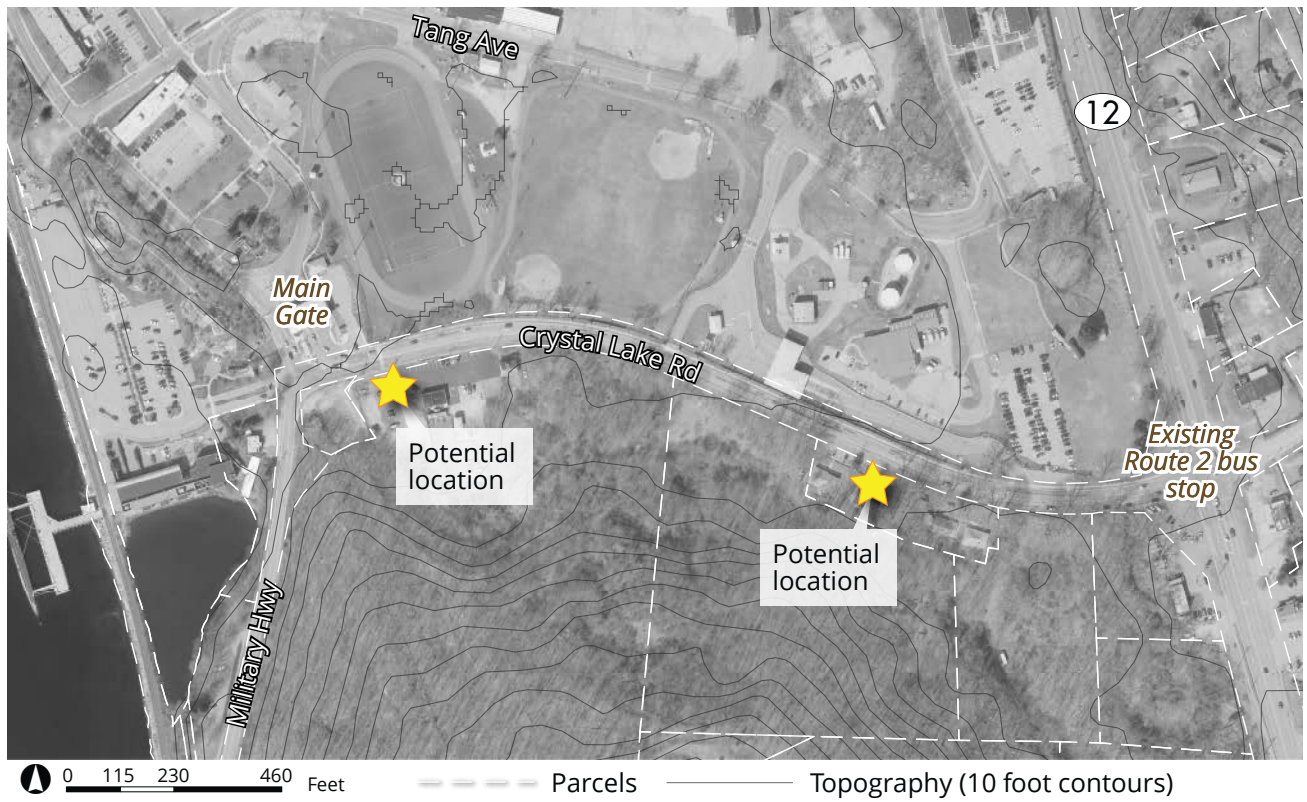 Tang Ave
12
Main
Gate
Crystal Lake Rd
Potential
location
Existing
Route 2 bus
stop
Potential
location
Military Hwy
0 115 230 460 Feet
Parcels
Topography (10 foot contours)